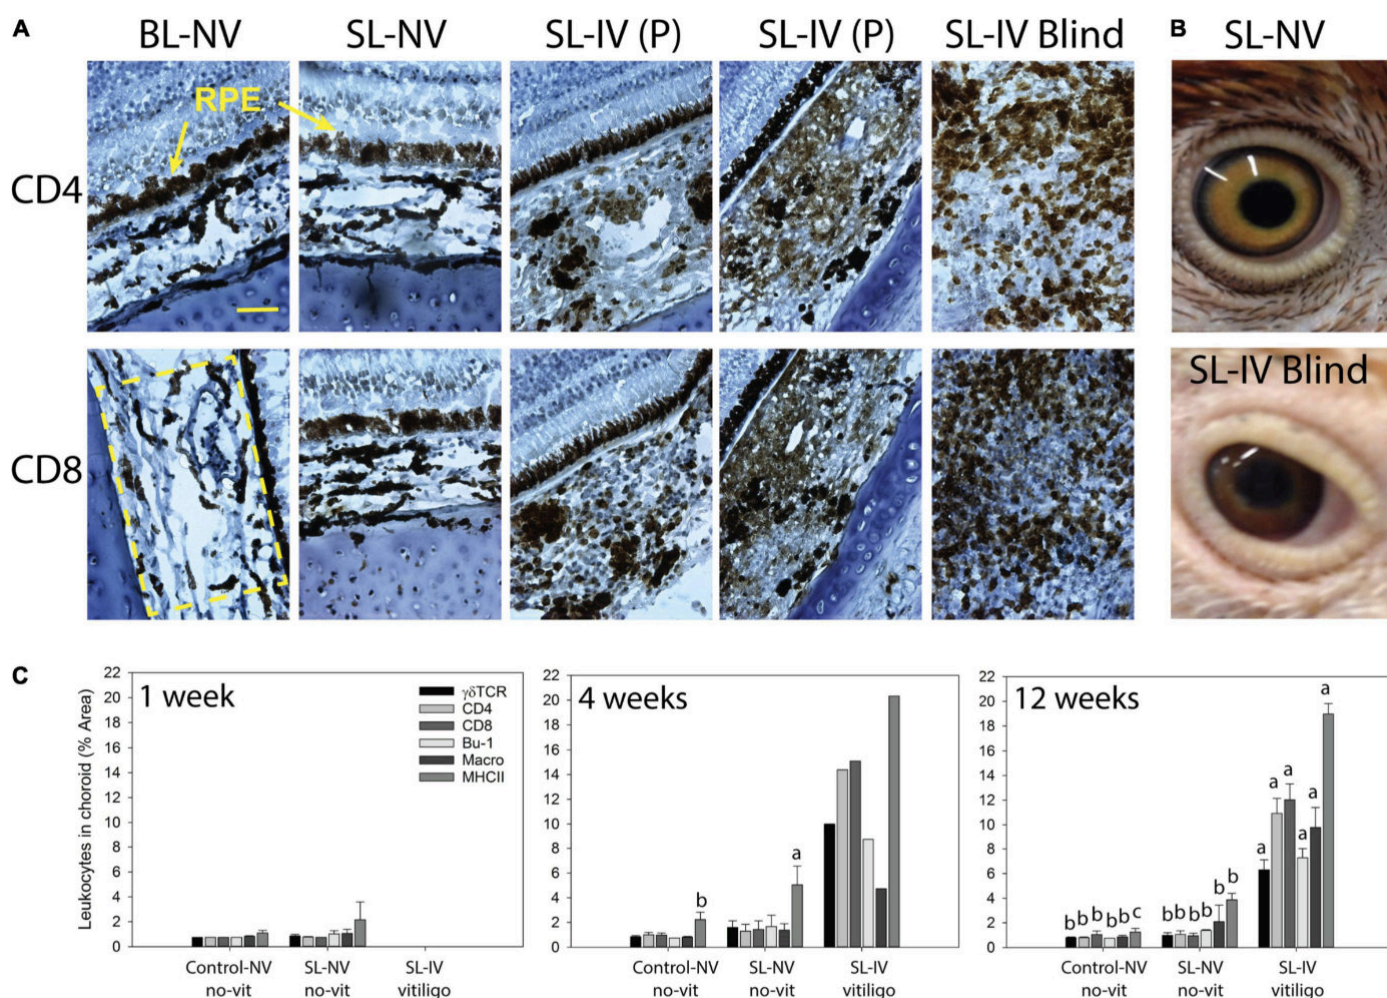 A
BL-NV
SL-NV
SL-IV (P)
SL-IV (P)
SL-IV Blind
RPE
CD4
CD8
B
SL-NV
SL-IV Blind
C
Leukocytes in choroid (% Area)
22
20
18
16
14
12
10
8
6
4
2
0
1 week
γδTCR
CD4
CD8
Bu-1
Macro
MHCII
Control-NV
no-vit
SL-NV
no-vit
SL-IV
vitiligo
22
20
18
16
14
12
10
8
6
4
2
0
4 weeks
b
a
Control-NV
no-vit
SL-NV
no-vit
SL-IV
vitiligo
22
20
18
16
14
12
10
8
6
4
2
0
12 weeks
b b b b b c
b b b b b b
a a a a a a
Control-NV
no-vit
SL-NV
no-vit
SL-IV
vitiligo